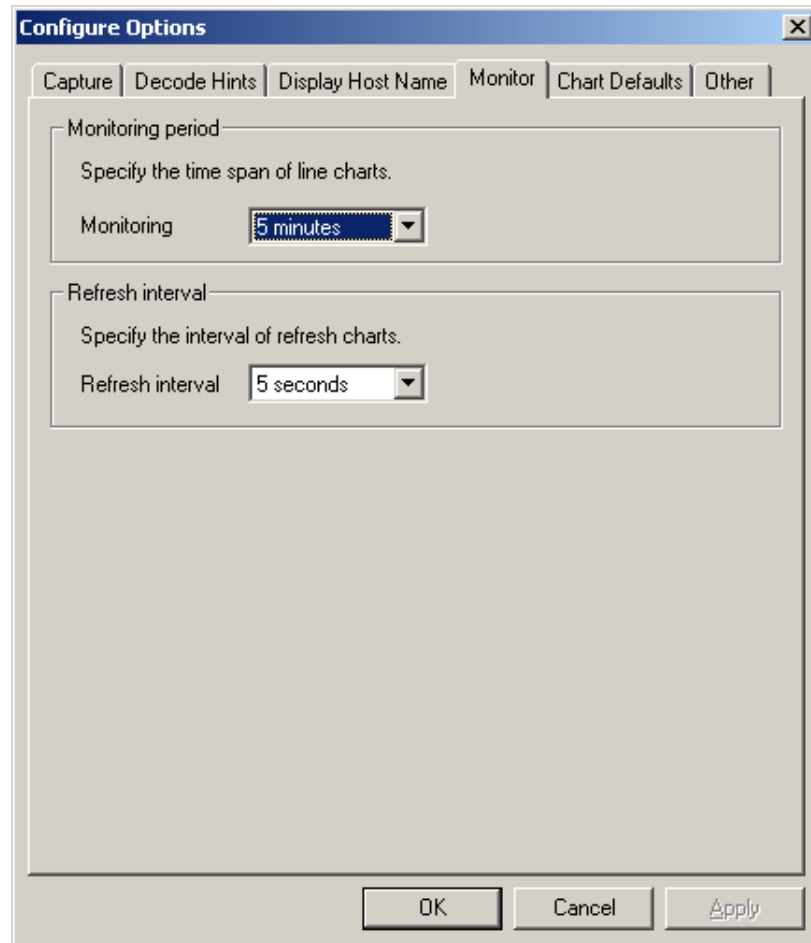 Configure Options
Capture Decode Hints Display Host Name Monitor Chart Defaults Other
Monitoring period
Specify the time span of line charts.
Monitoring 5 minutes
Refresh interval
Specify the interval of refresh charts.
Refresh interval 5 seconds
OK Cancel Apply